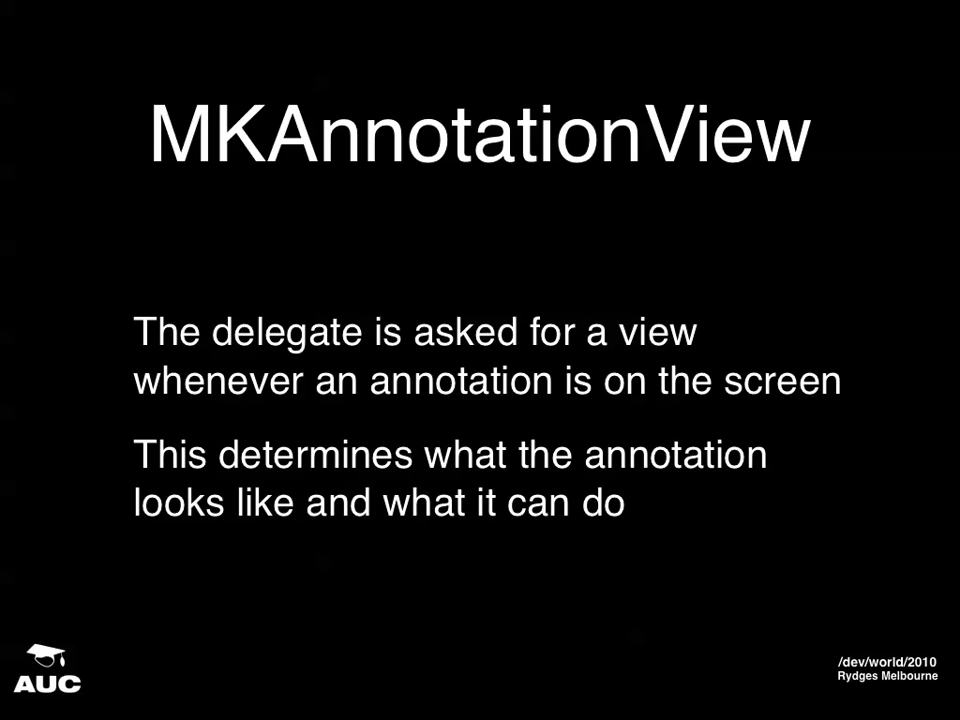 MKAnnotationView
The delegate is asked for a view
whenever an annotation is on the screen
This determines what the annotation
looks like and what it can do
AUC
/dev/world/2010
Rydges Melbourne